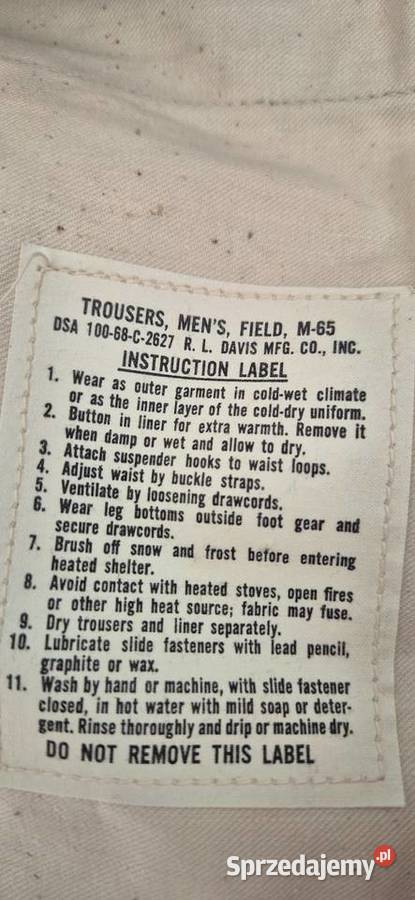 TROUSERS, MEN'S, FIELD, M-65
DSA 100-68-C-2627 R. L. DAVIS MFG. CO., INC.
INSTRUCTION LABEL
1. Wear as outer garment in cold-wet climate
or as the inner layer of the cold-dry uniform.
2. Button in liner for extra warmth. Remove it
when damp or wet and allow to dry.
3. Attach suspender hooks to waist loops.
4. Adjust waist by buckle straps.
5. Ventilate by loosening drawcords.
6. Wear leg bottoms outside foot gear and
secure drawcords.
7. Brush off snow and frost before entering
heated shelter.
8. Avoid contact with heated stoves, open fires
or other high heat source; fabric may fuse.
9. Dry trousers and liner separately.
10. Lubricate slide fasteners with lead pencil,
graphite or wax.
11. Wash by hand or machine, with slide fastener
closed, in hot water with mild soap or deter-
gent. Rinse thoroughly and drip or machine dry.
DO NOT REMOVE THIS LABEL
Sprzedajemy.pl